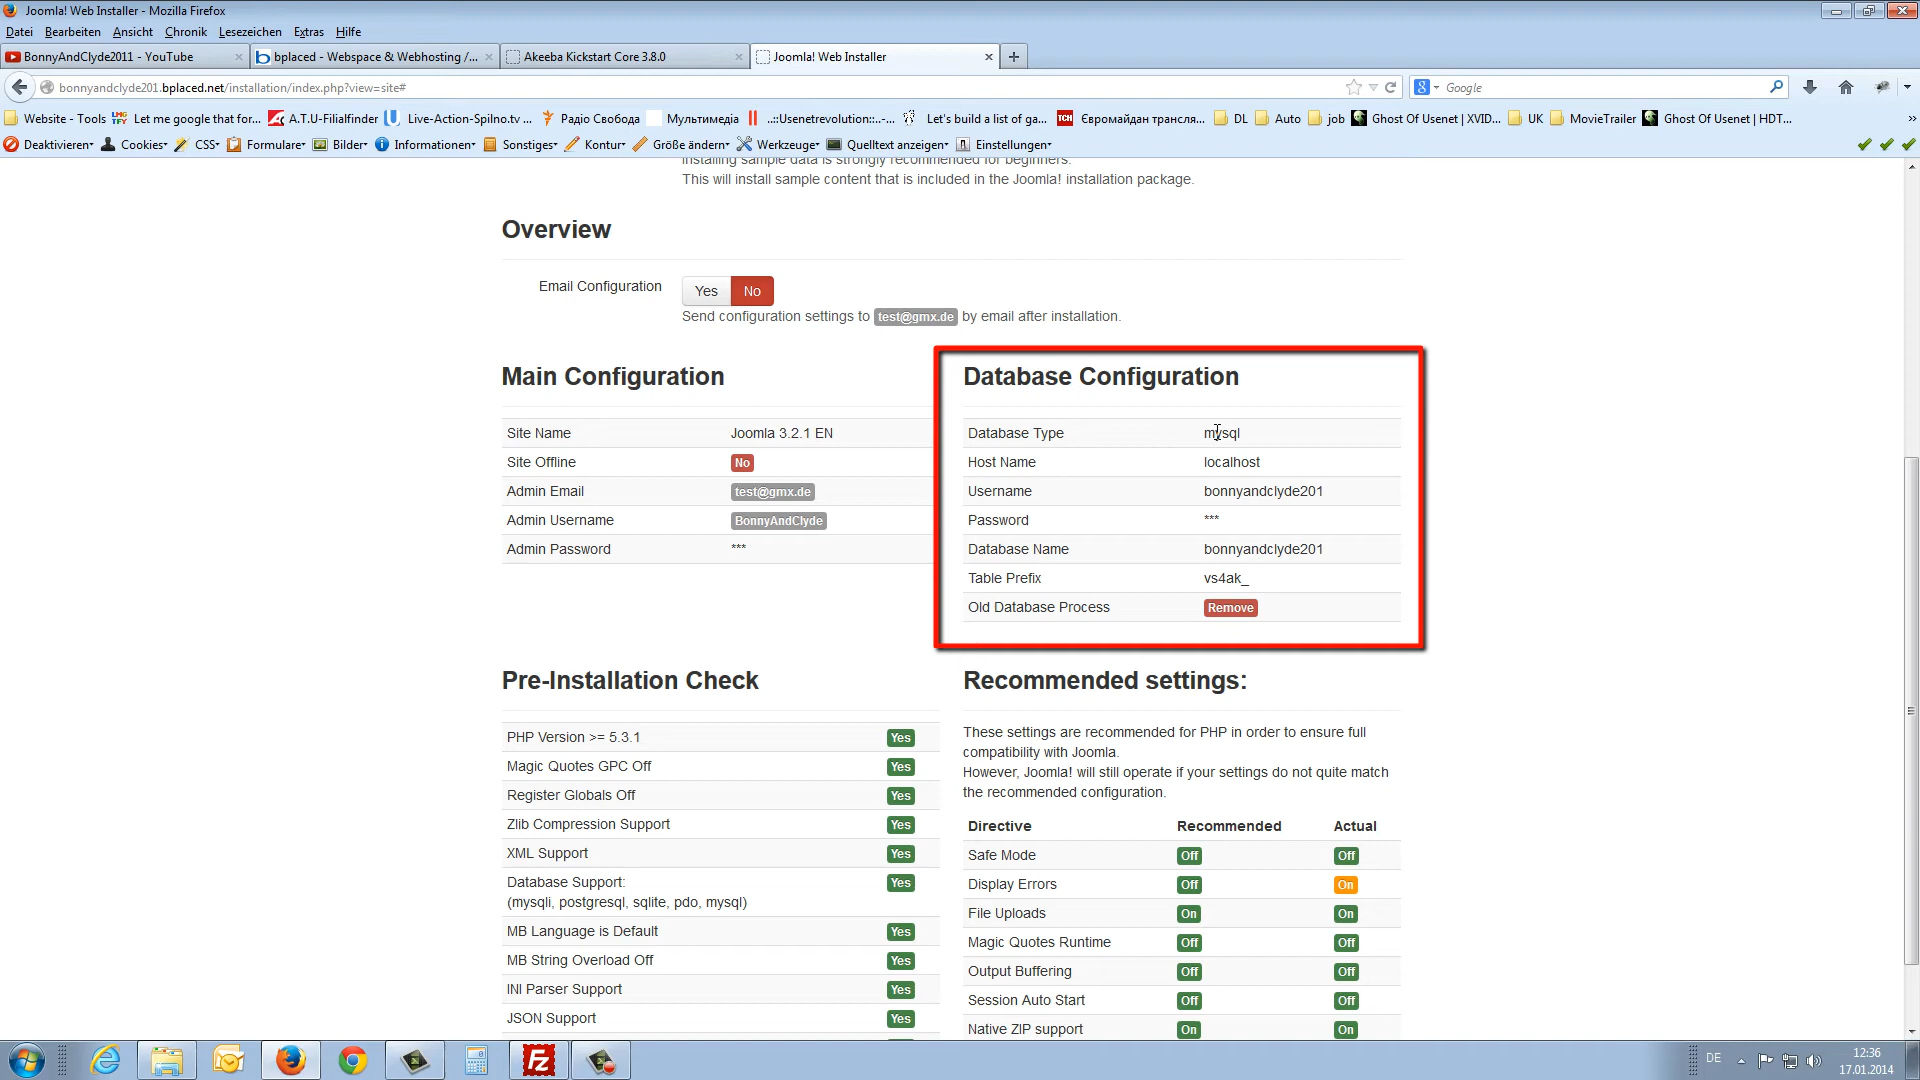 Joomla! Web Installer - Mozilla Firefox
Datei Bearbeiten Ansicht Chronik Lesezeichen Extras Hilfe
BonnyAndClyde2011 - YouTube
bplaced - Webspace & Webhosting /...
Akeeba Kickstart Core 3.8.0
Joomla! Web Installer
bonnyandclyde201.bplaced.net/installation/index.php?view=site#
Google
Website - Tools
LMG TFY Let me google that for...
A.T.U-Filialfinder
Live-Action-Spilno.tv ...
Радіо Свобода
Мультимедіа
..::Usenetrevolution::..-...
Let's build a list of ga...
ТСН Євромайдан трансля...
DL
Auto
job
Ghost Of Usenet | XVID...
UK
MovieTrailer
Ghost Of Usenet | HDT...
Deaktivieren Cookies CSS Formulare Bilder Informationen Sonstiges Kontur Größe ändern Werkzeuge Quelltext anzeigen Einstellungen
Installing sample data is strongly recommended for beginners.
This will install sample content that is included in the Joomla! installation package.
Overview
Email Configuration
Yes No
Send configuration settings to test@gmx.de by email after installation.
Main Configuration
Site Name Joomla 3.2.1 EN
Site Offline No
Admin Email test@gmx.de
Admin Username BonnyAndClyde
Admin Password ***
Database Configuration
Database Type mysql
Host Name localhost
Username bonnyandclyde201
Password ***
Database Name bonnyandclyde201
Table Prefix vs4ak_
Old Database Process Remove
Pre-Installation Check
PHP Version >= 5.3.1 Yes
Magic Quotes GPC Off Yes
Register Globals Off Yes
Zlib Compression Support Yes
XML Support Yes
Database Support: Yes
(mysqli, postgresql, sqlite, pdo, mysql)
MB Language is Default Yes
MB String Overload Off Yes
INI Parser Support Yes
JSON Support Yes
Recommended settings:
These settings are recommended for PHP in order to ensure full
compatibility with Joomla.
However, Joomla! will still operate if your settings do not quite match
the recommended configuration.
Directive Recommended Actual
Safe Mode Off Off
Display Errors Off On
File Uploads On On
Magic Quotes Runtime Off Off
Output Buffering Off Off
Session Auto Start Off Off
Native ZIP support On On
DE
12:36
17.01.2014